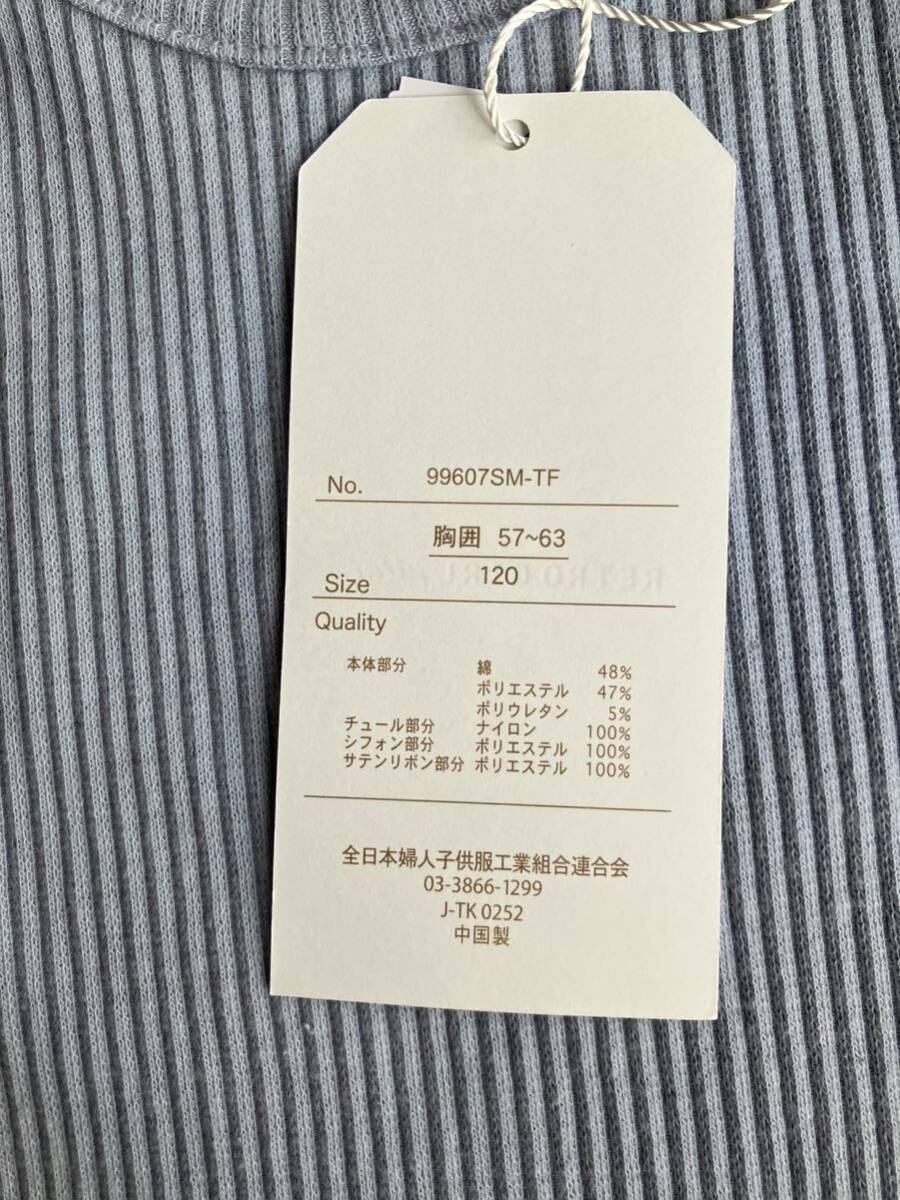 No. 99607SM-TF
胸囲 57~63
Size 120
Quality
本体部分 綿 48%
ポリエステル 47%
ポリウレタン 5%
チュール部分 ナイロン 100%
シフォン部分 ポリエステル 100%
サテンリボン部分 ポリエステル 100%
全日本婦人子供服工業組合連合会
03-3866-1299
J-TK 0252
中国製